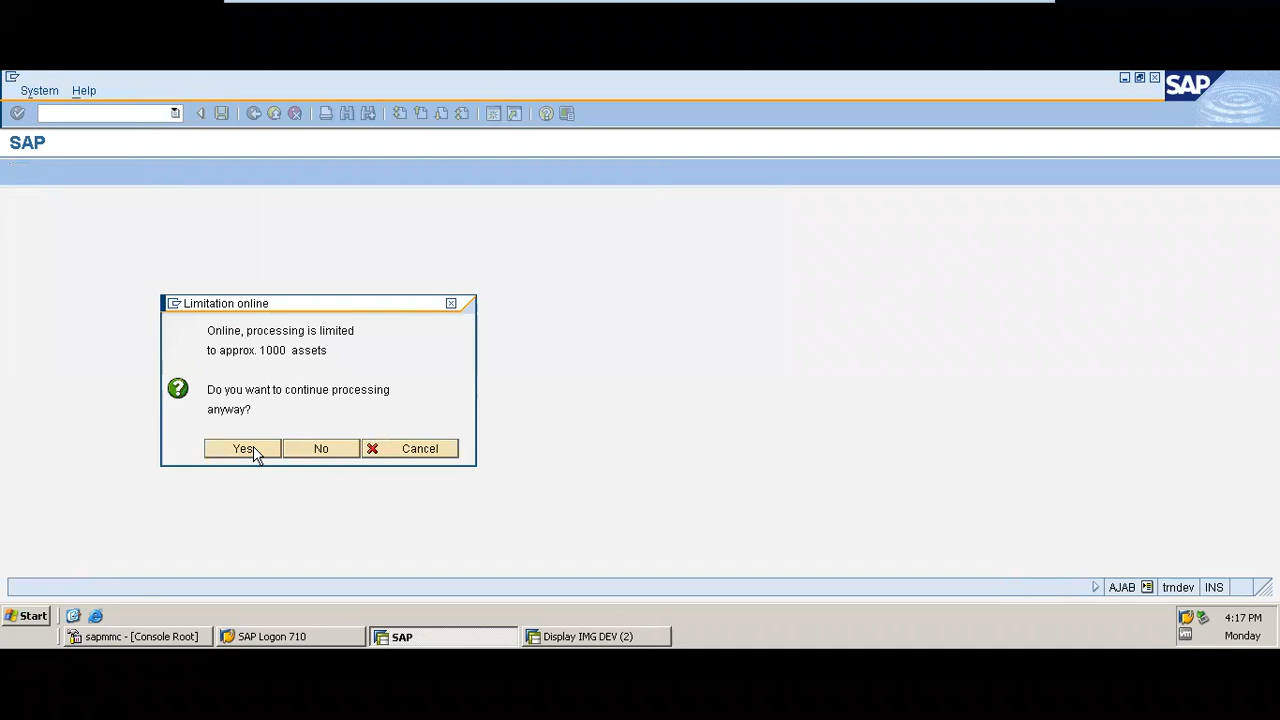 System Help
SAP
SAP
Limitation online
Online, processing is limited
to approx. 1000 assets
Do you want to continue processing
anyway?
Yes No Cancel
AJAB trndev INS
Start
4:17 PM
sapmmc - [Console Root] SAP Logon 710 SAP Display IMG DEV (2)
Monday